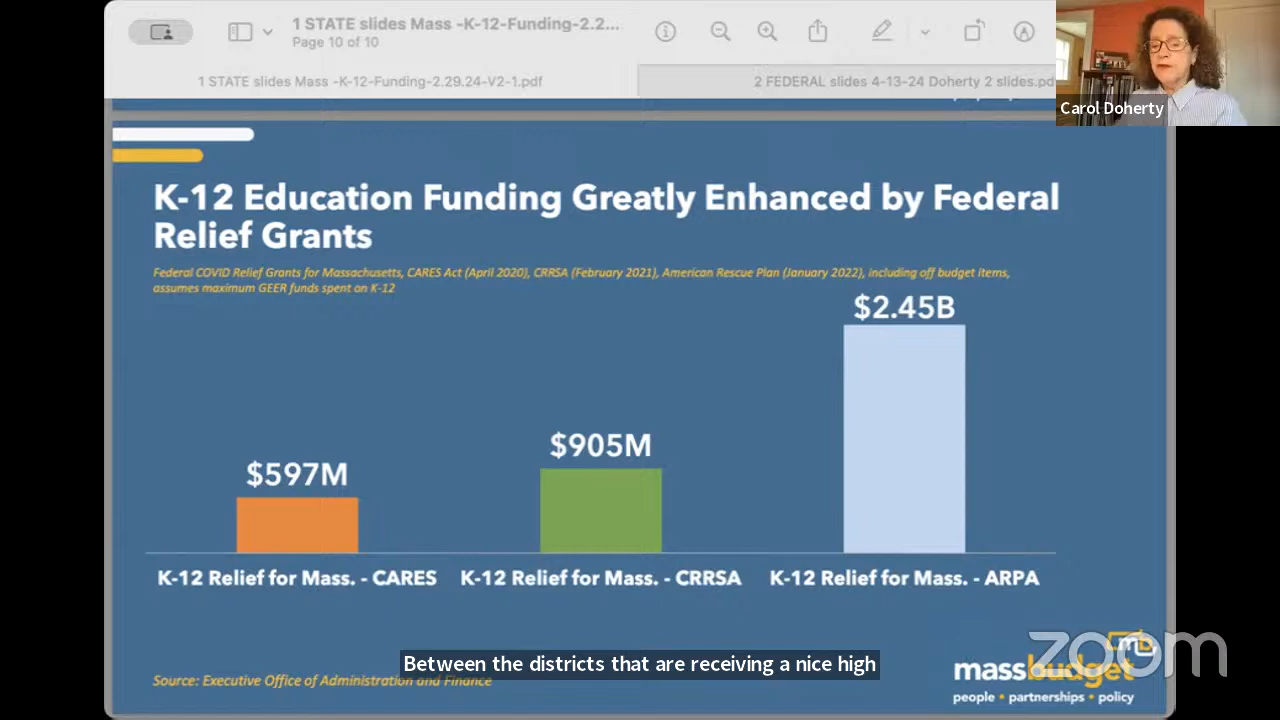 1 STATE slides Mass -K-12-Funding-2.2...
Page 10 of 10
1 STATE slides Mass -K-12-Funding-2.29.24-V2-1.pdf
2 FEDERAL slides 4-13-24 Doherty 2 slides.pd
Carol Doherty
K-12 Education Funding Greatly Enhanced by Federal
Relief Grants
Federal COVID Relief Grants for Massachusetts, CARES Act (April 2020), CRRSA (February 2021), American Rescue Plan (January 2022), including off budget items,
assumes maximum GEER funds spent on K-12
$2.45B
$905M
$597M
K-12 Relief for Mass. - CARES
K-12 Relief for Mass. - CRRSA
K-12 Relief for Mass. - ARPA
zoom
mb
Between the districts that are receiving a nice high
massbudget
Source: Executive Office of Administration and Finance
people • partnerships • policy